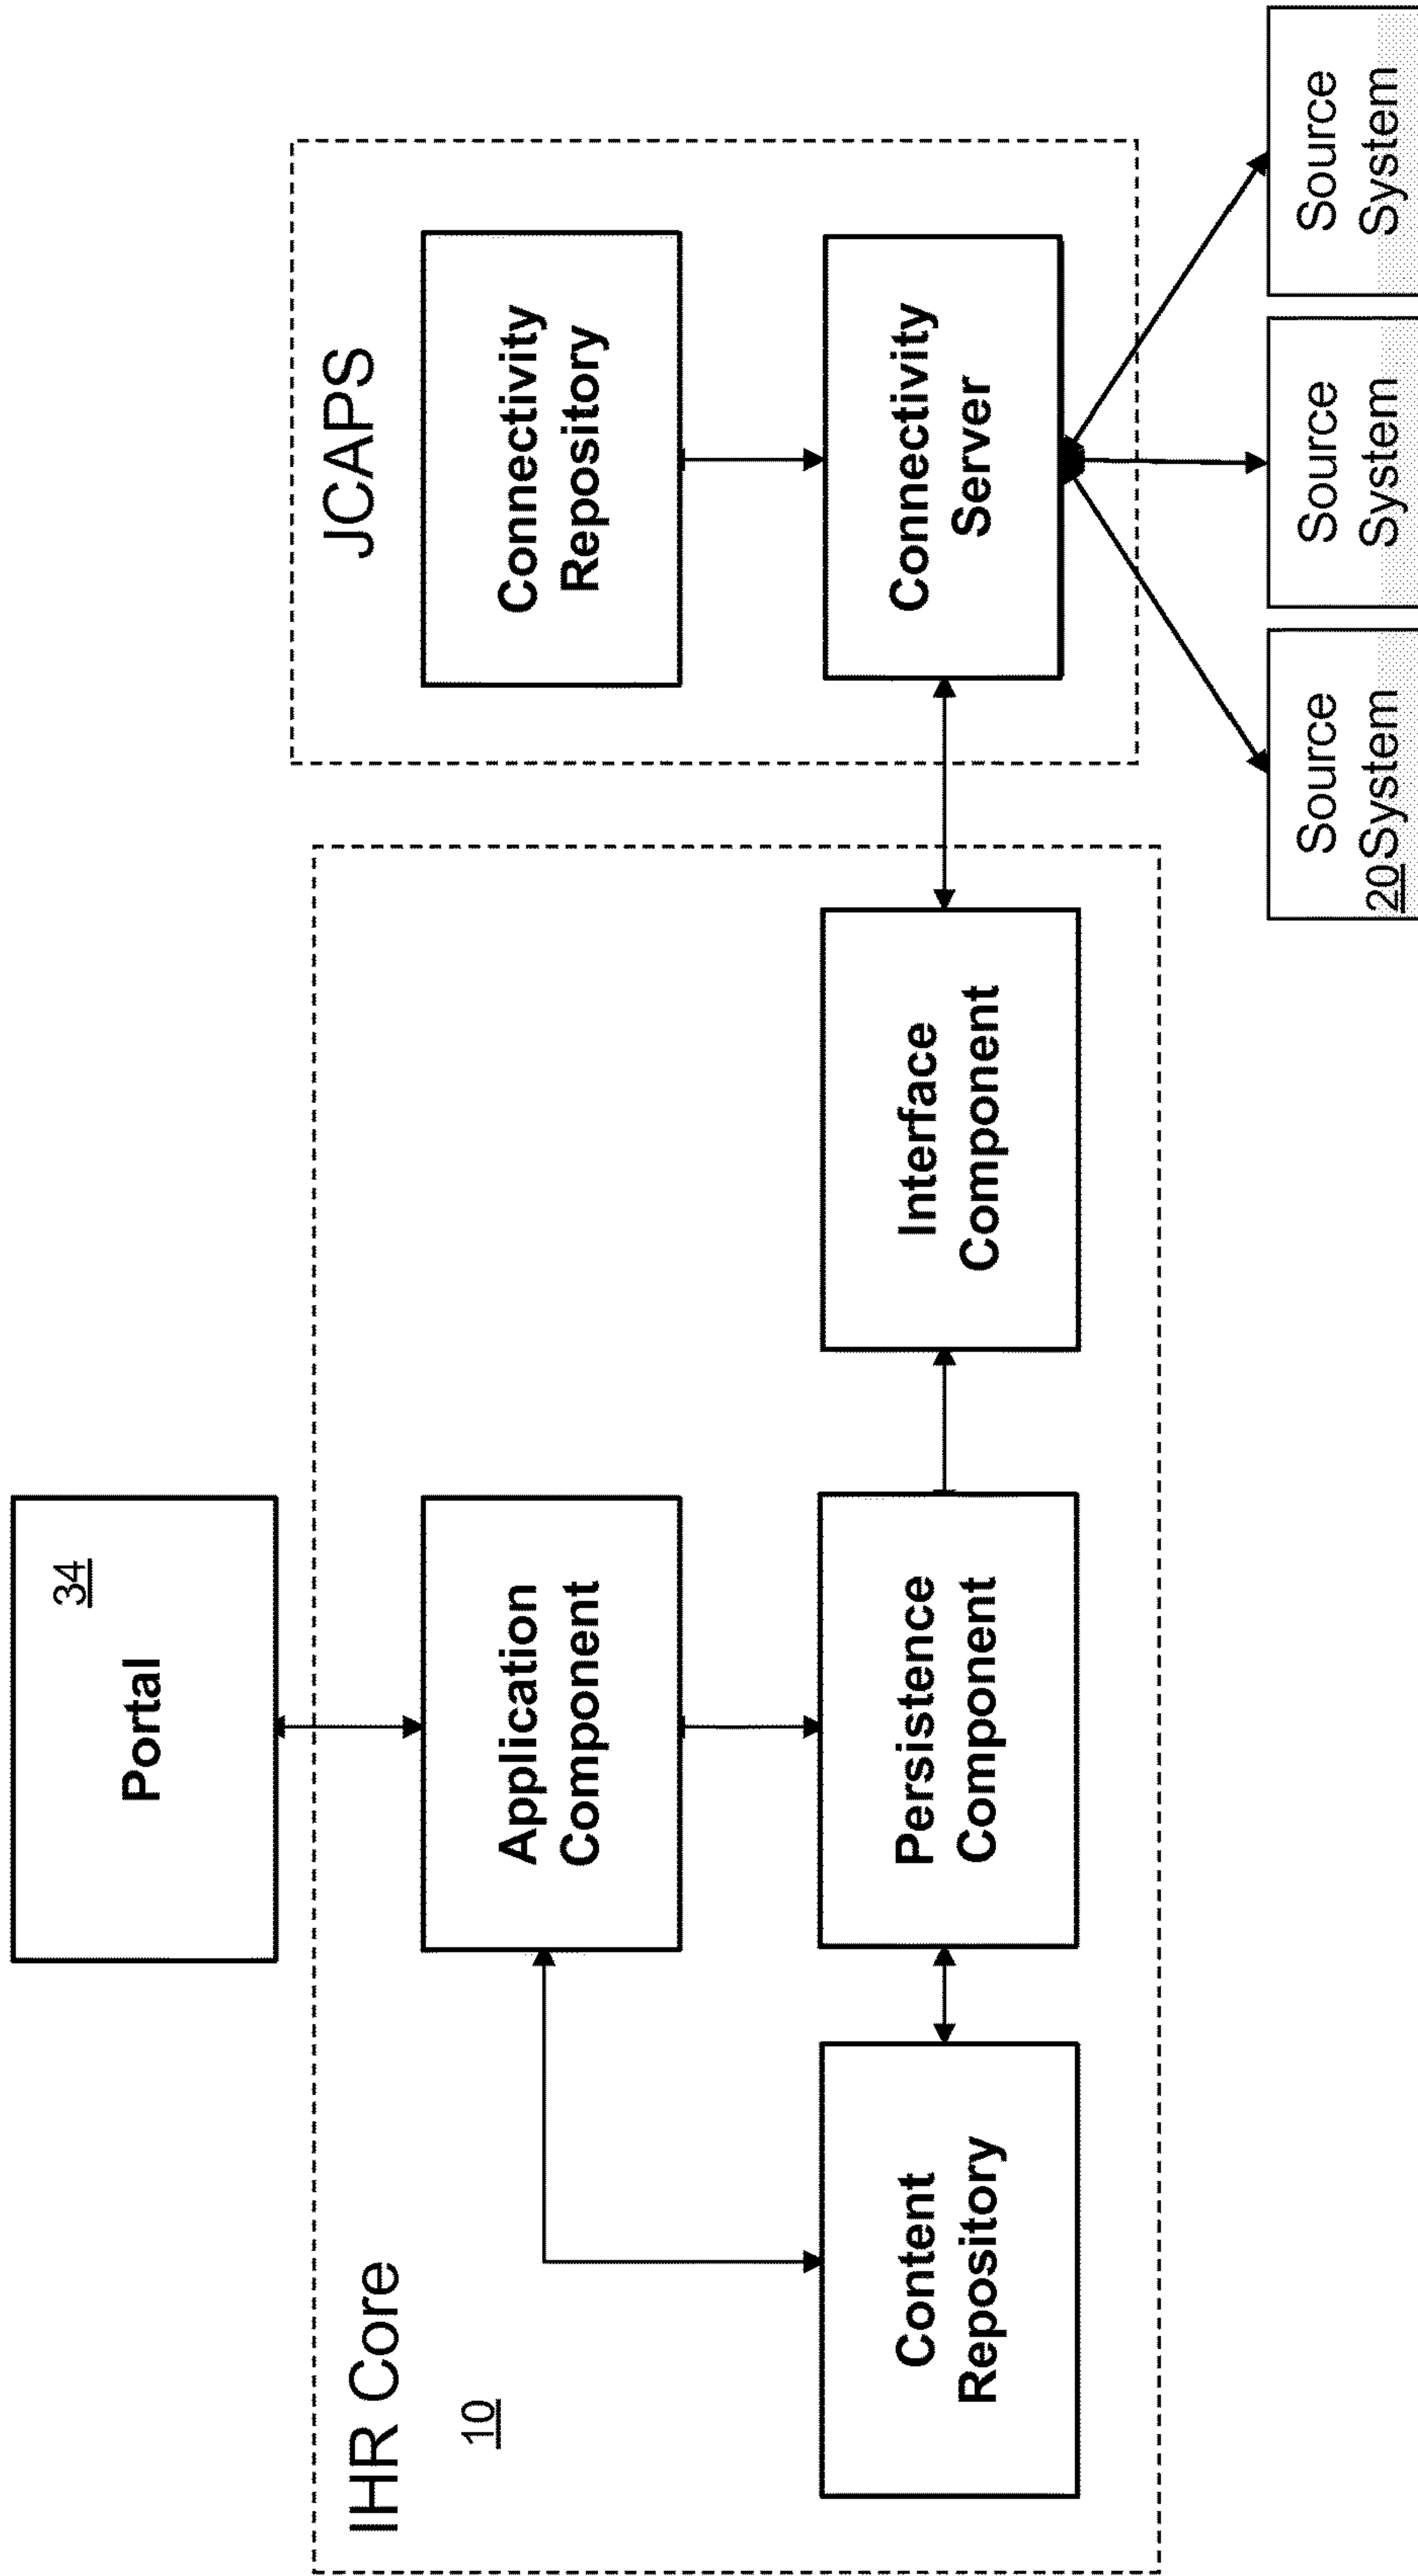 Portal
34
IHR Core
10
Application
Component
JCAPS
Connectivity
Repository
Content
Repository
Persistence
Component
Interface
Component
Connectivity
Server
Source
20System
Source
System
Source
System